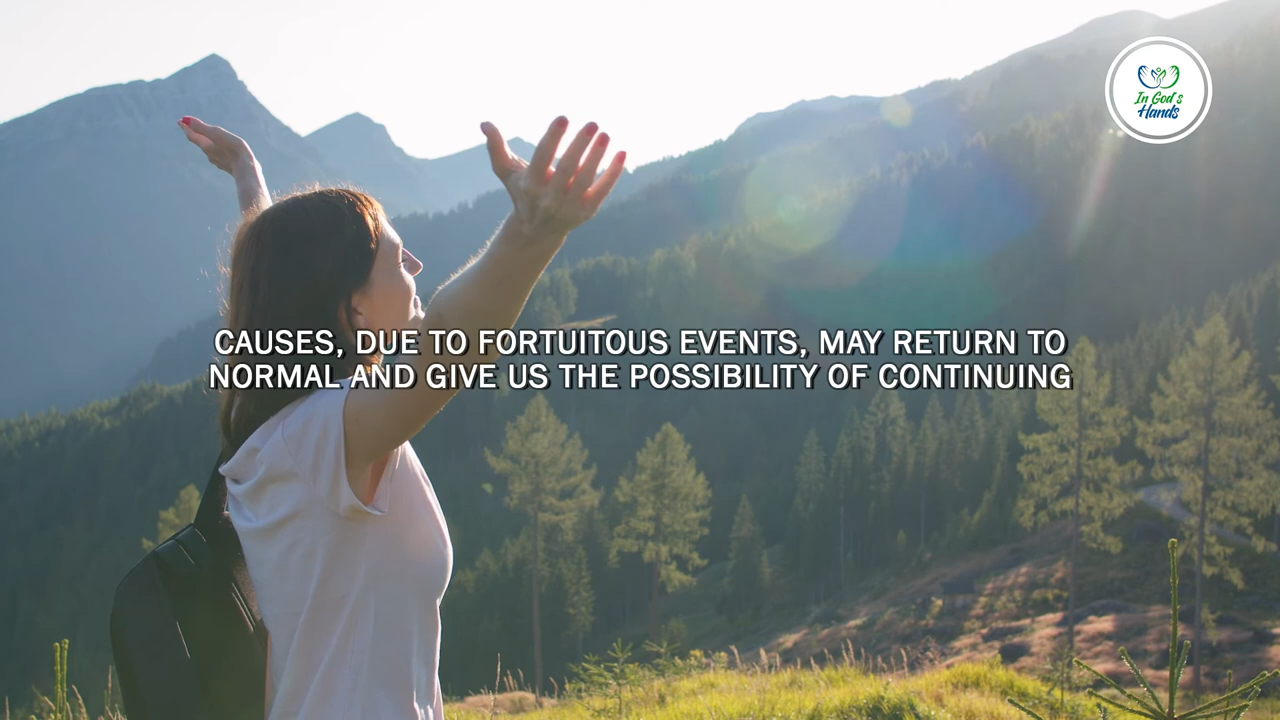 In God's
Hands
CAUSES, DUE TO FORTUITOUS EVENTS, MAY RETURN TO
NORMAL AND GIVE US THE POSSIBILITY OF CONTINUING